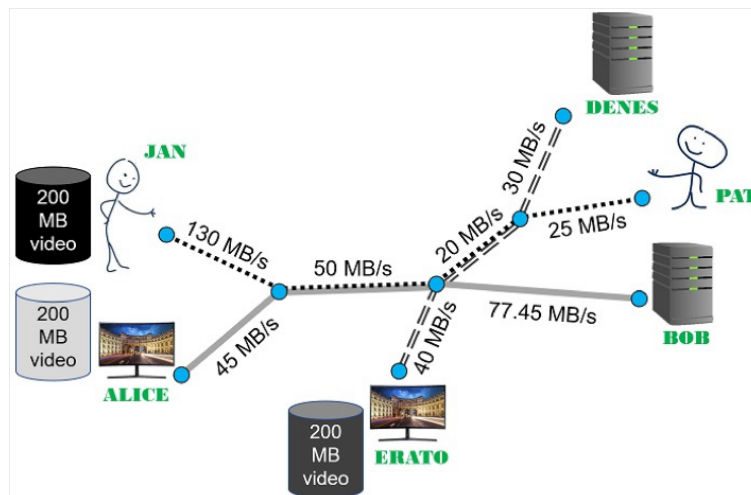 DENES
JAN
PAT
200
MB
video
130 MB/s
50 MB/s
20 MB/s
30 MB/s
25 MB/s
77.45 MB/s
BOB
200
MB
video
45 MB/s
40 MB/s
ALICE
200
MB
video
ERATO